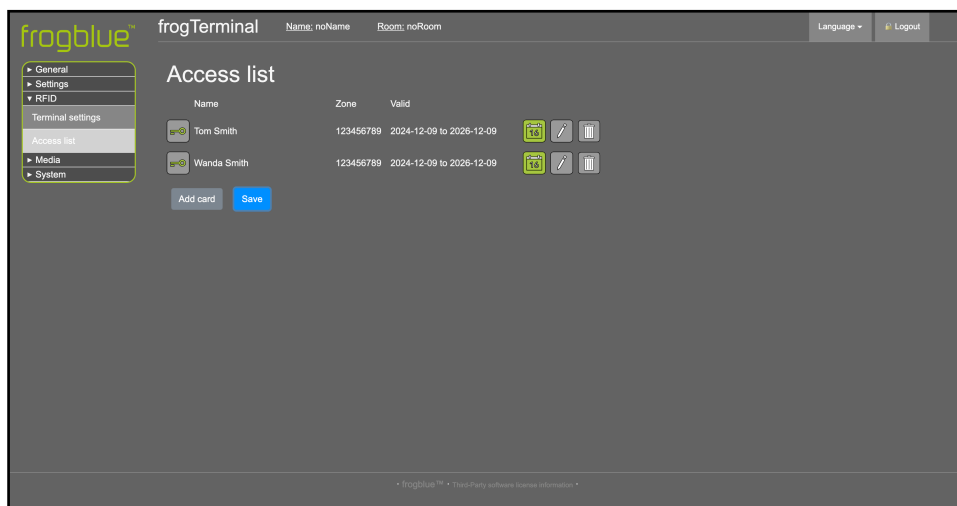 frogblue™
frogTerminal Name: noName Room: noRoom Language Logout
General
Settings
RFID
Terminal settings
Access list
Media
System
Access list
Name Zone Valid
Tom Smith 123456789 2024-12-09 to 2026-12-09 16
Wanda Smith 123456789 2024-12-09 to 2026-12-09 16
Add card Save
• frogblue™ • Third-Party software license information •